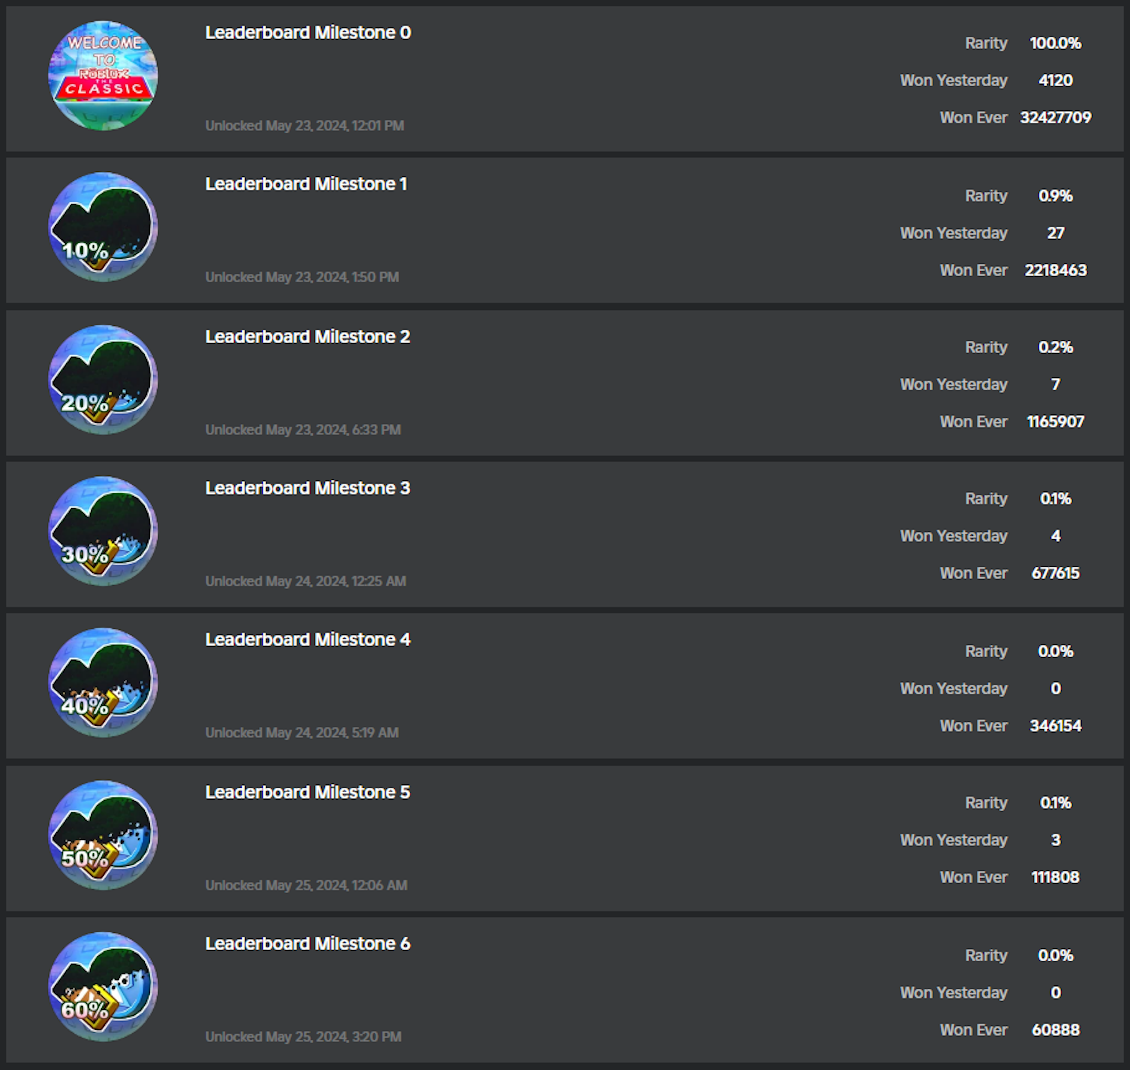 WELCOME
TO
ROBLOX
THE
CLASSIC
Leaderboard Milestone 0
Unlocked May 23, 2024, 12:01 PM
Rarity 100.0%
Won Yesterday 4120
Won Ever 32427709
10%
Leaderboard Milestone 1
Unlocked May 23, 2024, 1:50 PM
Rarity 0.9%
Won Yesterday 27
Won Ever 2218463
20%
Leaderboard Milestone 2
Unlocked May 23, 2024, 6:33 PM
Rarity 0.2%
Won Yesterday 7
Won Ever 1165907
30%
Leaderboard Milestone 3
Unlocked May 24, 2024, 12:25 AM
Rarity 0.1%
Won Yesterday 4
Won Ever 677615
40%
Leaderboard Milestone 4
Unlocked May 24, 2024, 5:19 AM
Rarity 0.0%
Won Yesterday 0
Won Ever 346154
50%
Leaderboard Milestone 5
Unlocked May 25, 2024, 12:06 AM
Rarity 0.1%
Won Yesterday 3
Won Ever 111808
60%
Leaderboard Milestone 6
Unlocked May 25, 2024, 3:20 PM
Rarity 0.0%
Won Yesterday 0
Won Ever 60888